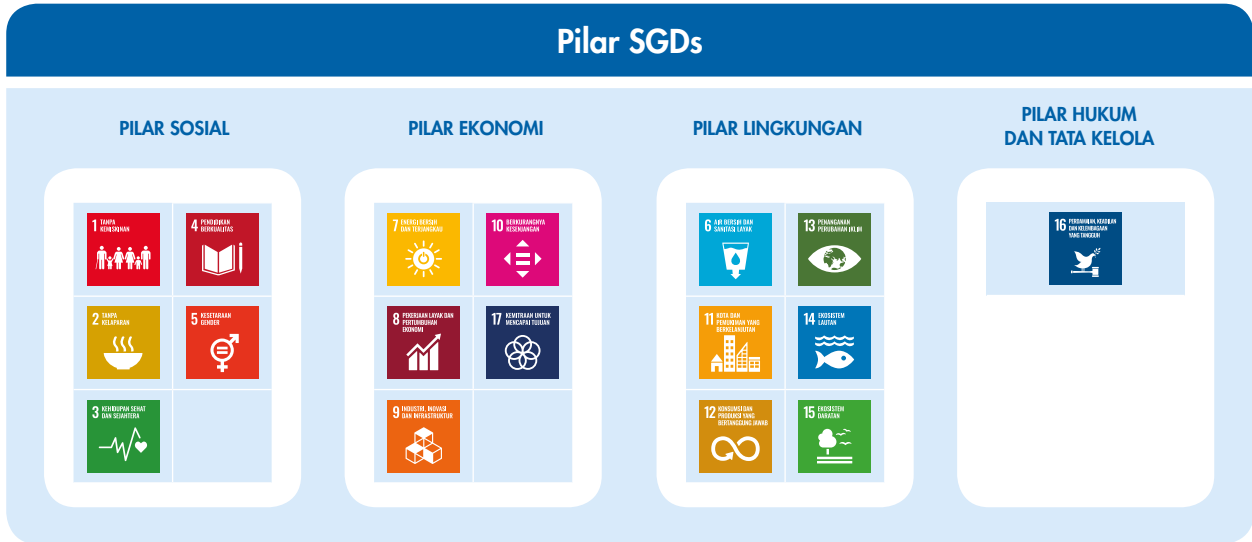 Pilar SGDs
PILAR SOSIAL
1 TANPA
KEMISKINAN
4 PENDIDIKAN
BERKUALITAS
2 TANPA
KELAPARAN
5 KESETARAAN
GENDER
3 KEHIDUPAN SEHAT
DAN SEJAHTERA
PILAR EKONOMI
7 ENERGI BERSIH
DAN TERJANGKAU
10 BERKURANGNYA
KESENJANGAN
8 PEKERJAAN LAYAK DAN
PERTUMBUHAN
EKONOMI
17 KEMITRAAN UNTUK
MENCAPAI TUJUAN
9 INDUSTRI, INOVASI
DAN INFRASTRUKTUR
PILAR LINGKUNGAN
6 AIR BERSIH DAN
SANITASI LAYAK
13 PENANGANAN
PERUBAHAN IKLIM
11 KOTA DAN
PEMUKIMAN YANG
BERKELANJUTAN
14 EKOSISTEM
LAUTAN
12 KONSUMSI DAN
PRODUKSI YANG
BERTANGGUNG JAWAB
15 EKOSISTEM
DARATAN
PILAR HUKUM
DAN TATA KELOLA
16 PERDAMAIAN, KEADILAN
DAN KELEMBAGAAN
YANG TANGGUH